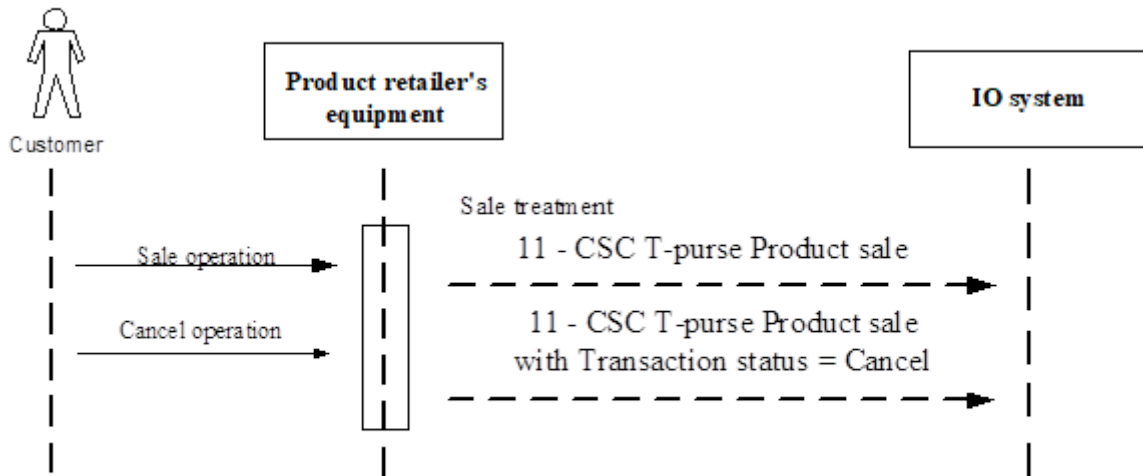 Product retailer's
equipment
IO system
Customer
Sale treatment
Sale operation
11 - CSC T-purse Product sale
Cancel operation
11 - CSC T-purse Product sale
with Transaction status = Cancel